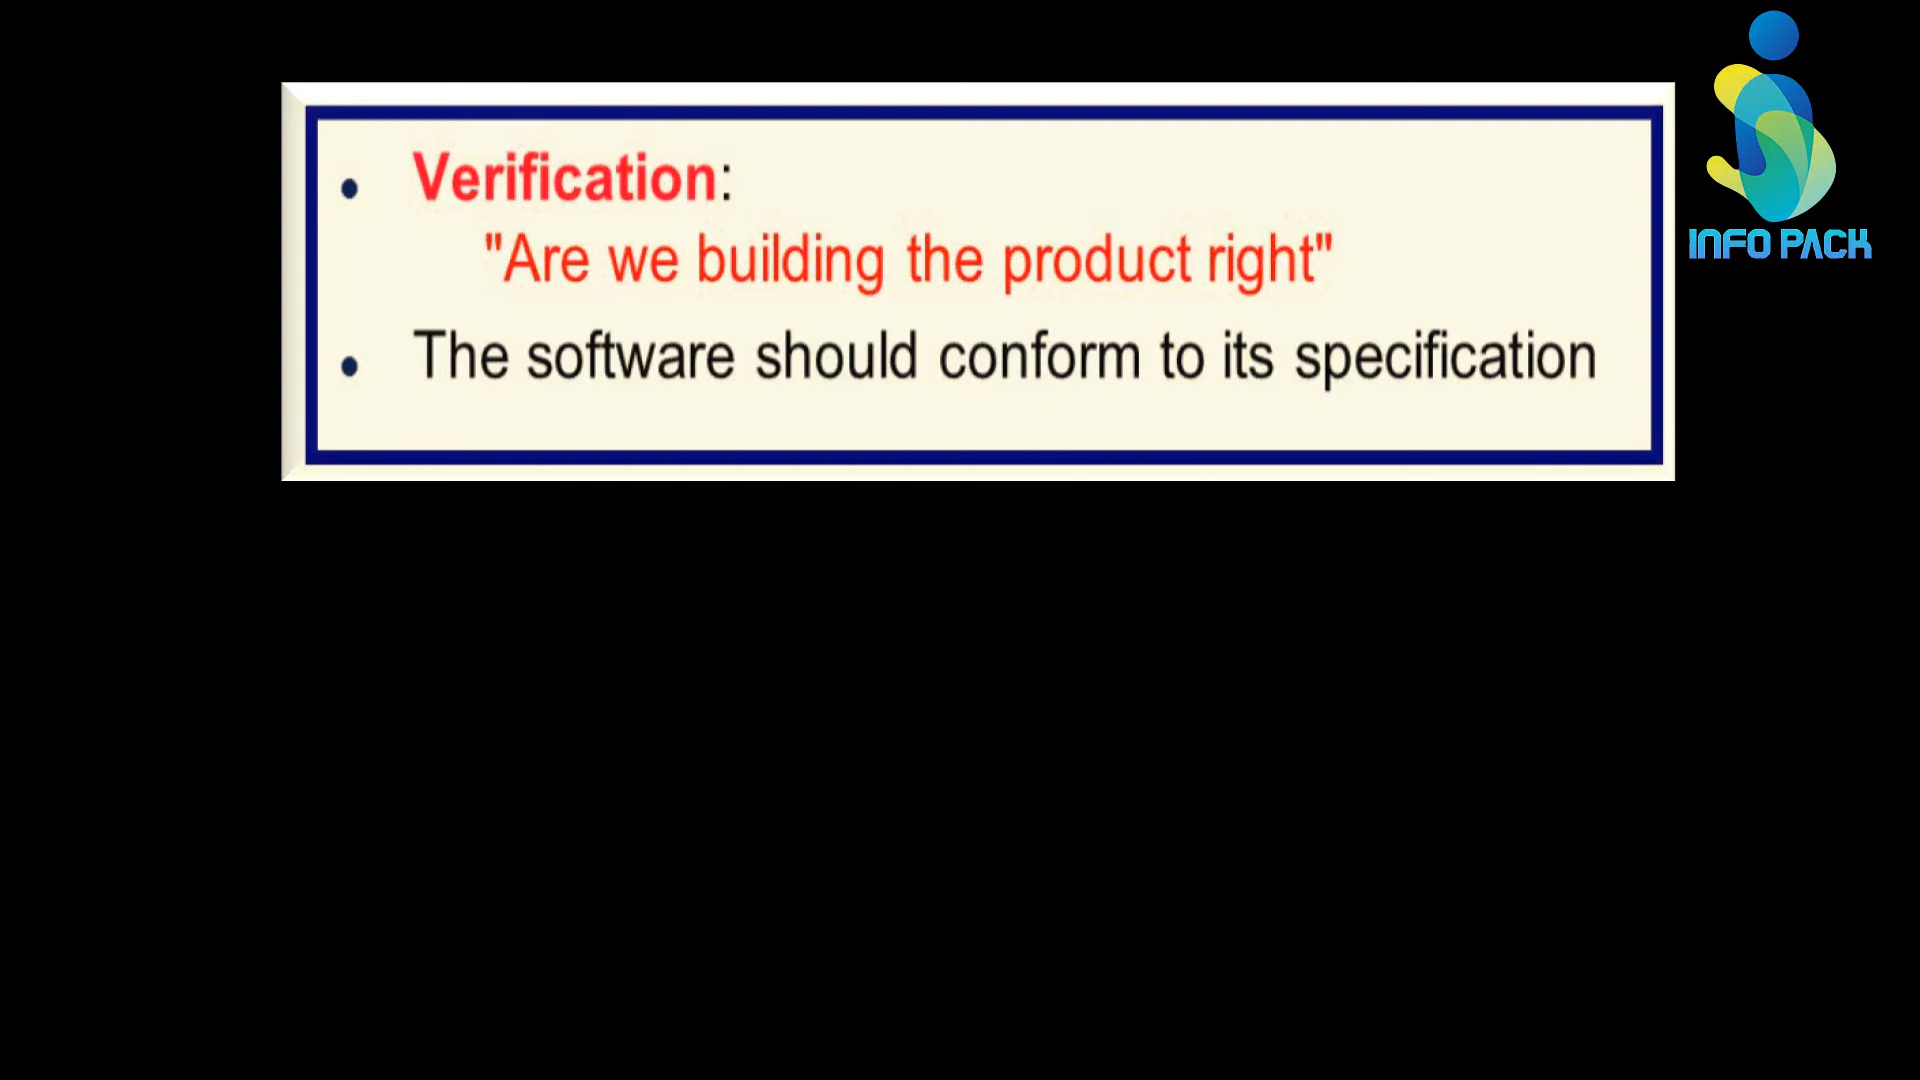 INFO PACK
• Verification:
"Are we building the product right"
• The software should conform to its specification